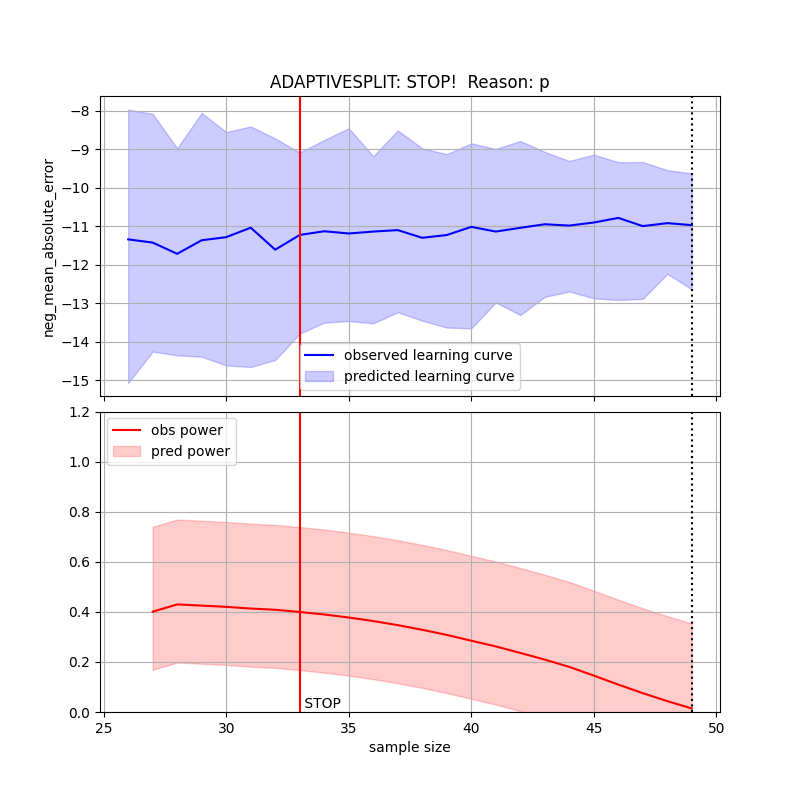 ADAPTIVESPLIT: STOP!  Reason: p
neg_mean_absolute_error
−8
−9
−10
−11
−12
−13
−14
−15
observed learning curve
predicted learning curve
1.2
1.0
0.8
0.6
0.4
0.2
0.0
obs power
pred power
STOP
25
30
35
40
45
50
sample size